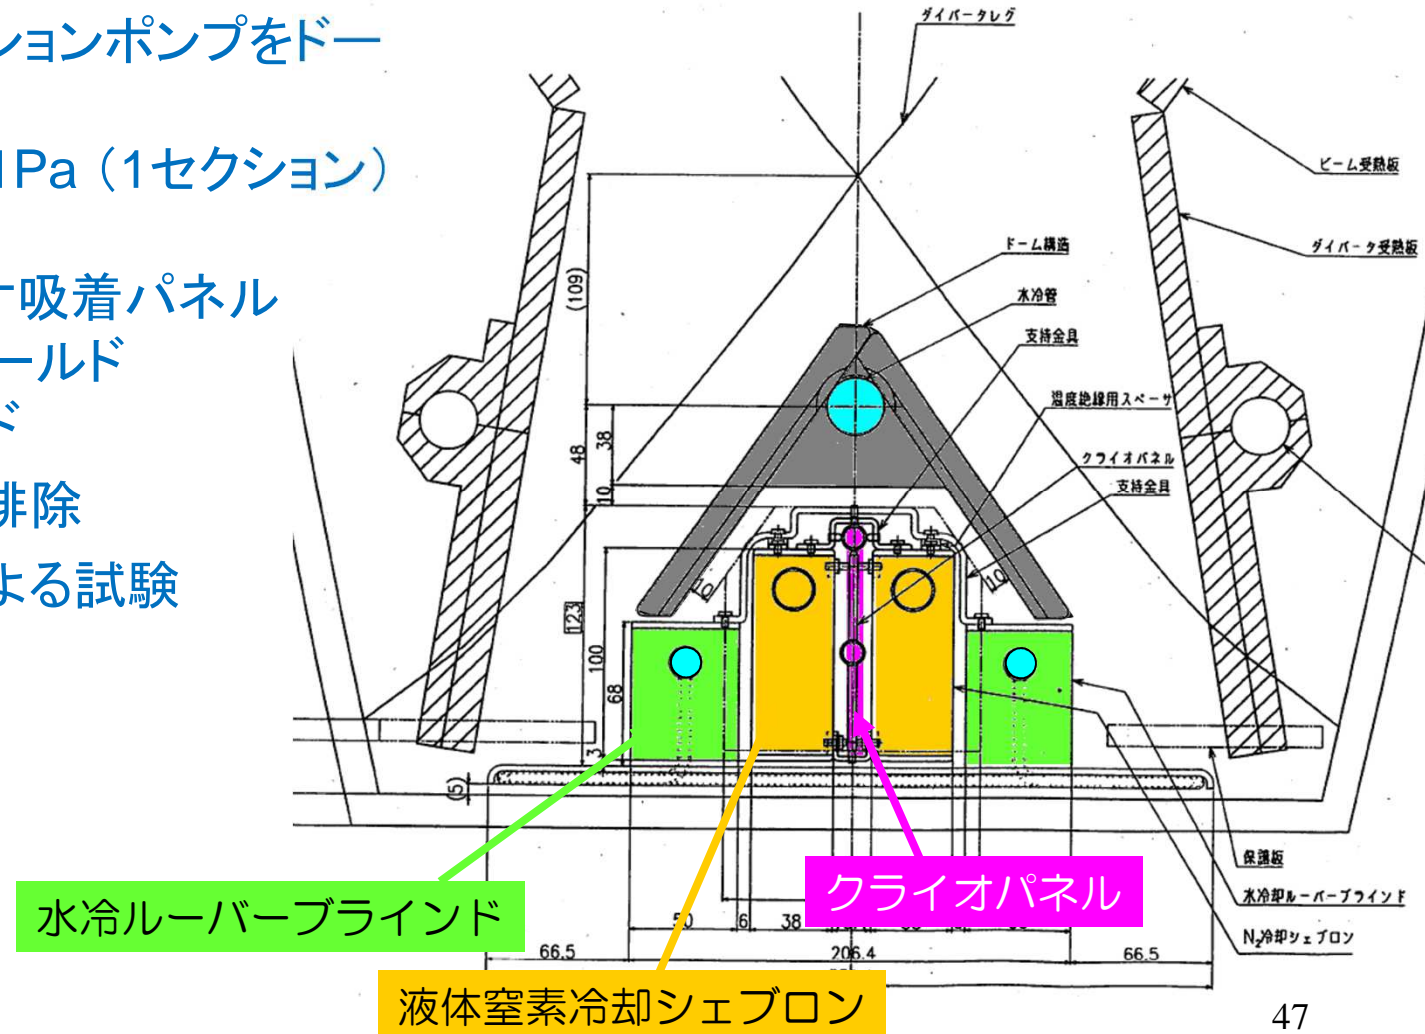 ションポンプをドー
1Pa（1セクション）
吸着パネル
ールド
ド
排除
よる試験
ダイバータレグ
ビーム受熱板
ダイバータ受熱板
ドーム構造
水冷管
支持金具
温度絶縁用スペーサ
クライオパネル
支持金具
(109)
48
38
10
10
10
123
100
68
3
(5)
保護板
水冷却ルーバーブラインド
N₂冷却シェブロン
水冷ルーバーブラインド
クライオパネル
液体窒素冷却シェブロン
50
6
38
66.5
206.4
66.5
47